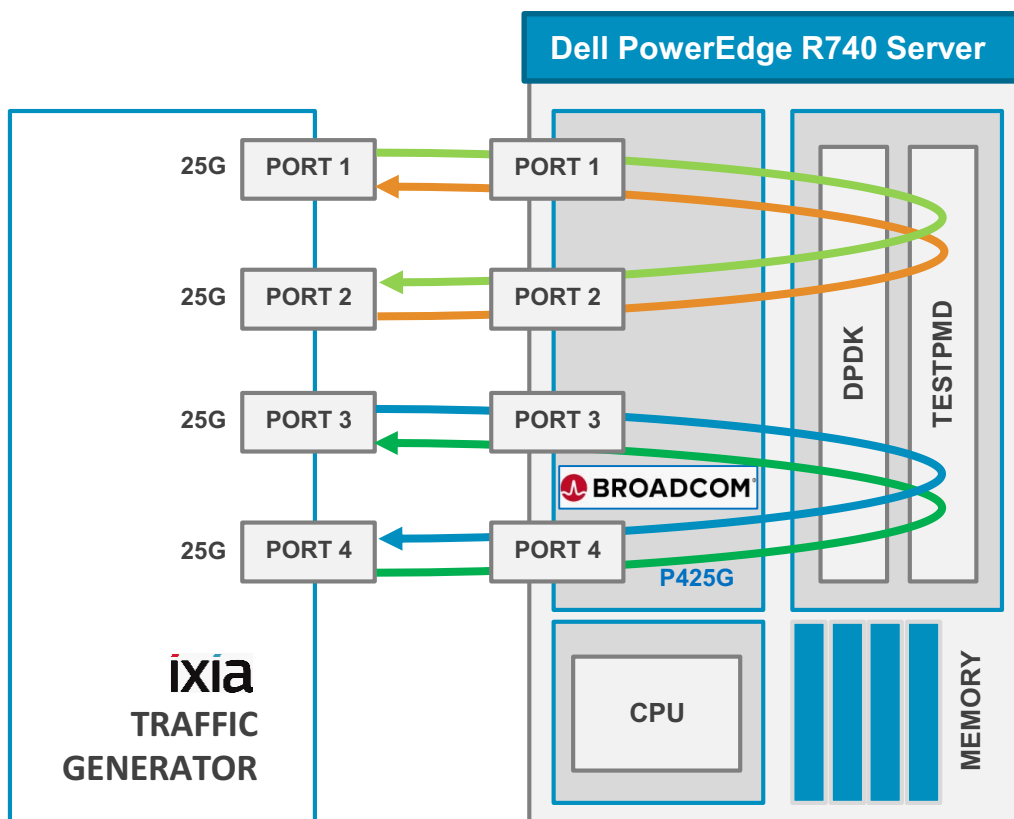 Dell PowerEdge R740 Server
25G
PORT 1
PORT 1
25G
PORT 2
PORT 2
25G
PORT 3
PORT 3
25G
PORT 4
PORT 4
BROADCOM®
P425G
DPDK
TESTPMD
ixia
TRAFFIC
GENERATOR
CPU
MEMORY